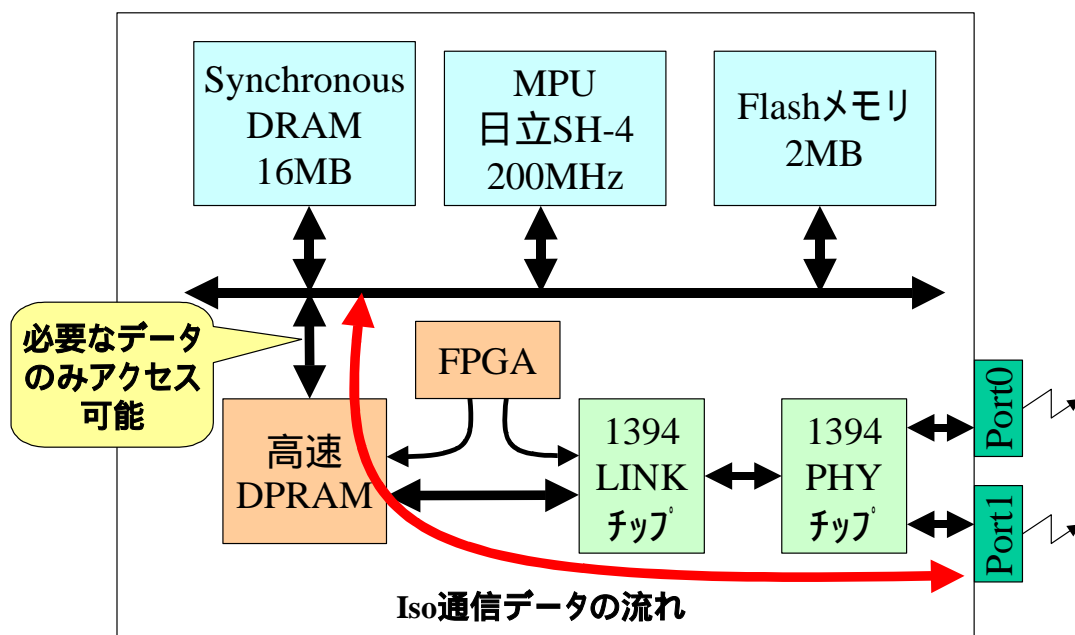 Synchronous
DRAM
16MB
MPU
日立SH-4
200MHz
Flashメモリ
2MB
必要なデータ
のみアクセス
可能
FPGA
高速
DPRAM
1394
LINK
チップ
1394
PHY
チップ
Port0
Port1
Iso通信データの流れ